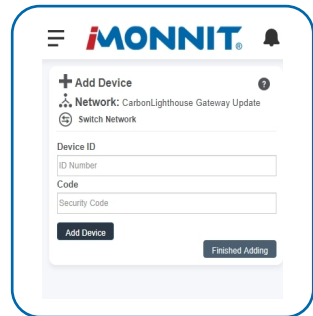 iMONNIT®
Add Device
Network: CarbonLighthouse Gateway Update
Switch Network
Device ID
ID Number
Code
Security Code
Add Device
Finished Adding